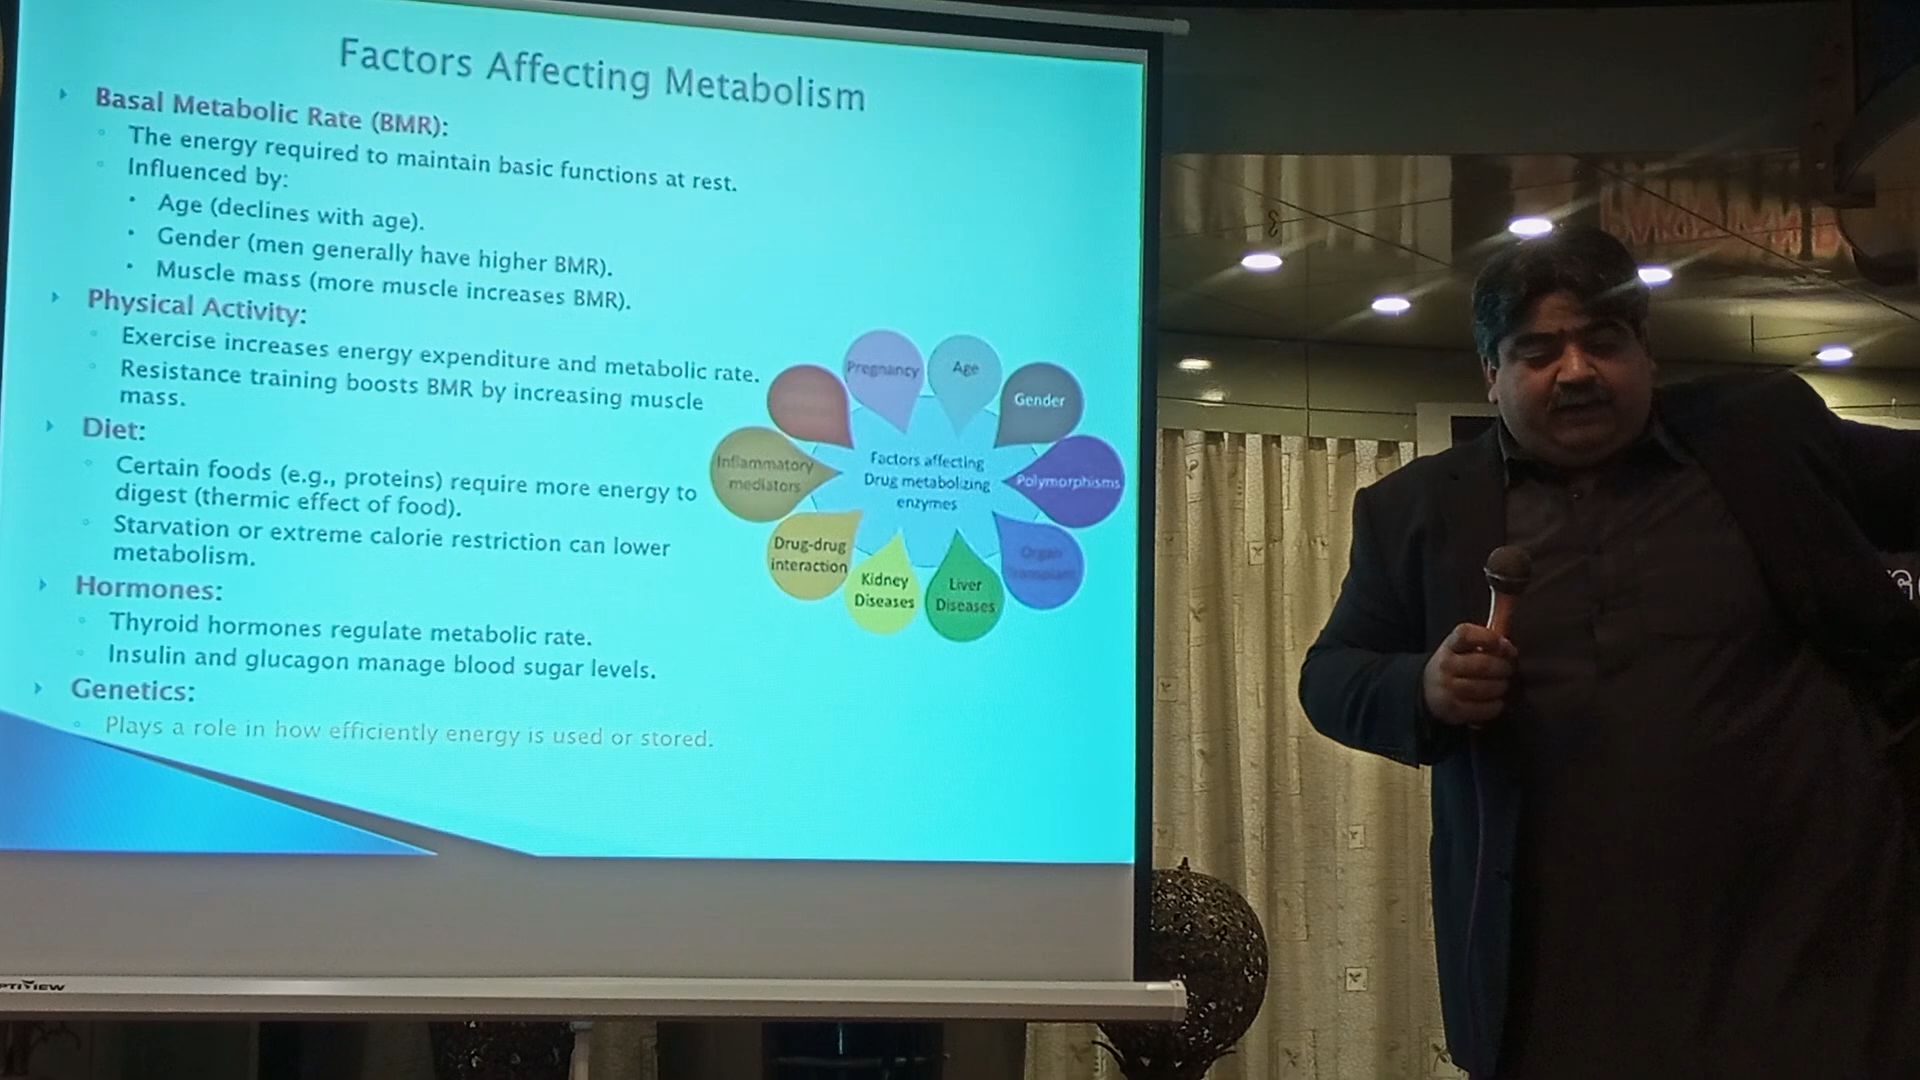 Factors Affecting Metabolism
Basal Metabolic Rate (BMR):
The energy required to maintain basic functions at rest.
Influenced by:
Age (declines with age).
Gender (men generally have higher BMR).
Muscle mass (more muscle increases BMR).
Physical Activity:
Exercise increases energy expenditure and metabolic rate.
Resistance training boosts BMR by increasing muscle
mass.
Diet:
Certain foods (e.g., proteins) require more energy to
digest (thermic effect of food).
Starvation or extreme calorie restriction can lower
metabolism.
Hormones:
Thyroid hormones regulate metabolic rate.
Insulin and glucagon manage blood sugar levels.
Genetics:
Plays a role in how efficiently energy is used or stored.
Pregnancy
Age
Gender
Polymorphisms
Organ
Transplant
Liver
Diseases
Kidney
Diseases
Drug-drug
interaction
Inflammatory
mediators
Factors affecting
Drug metabolizing
enzymes
PTIVIEW